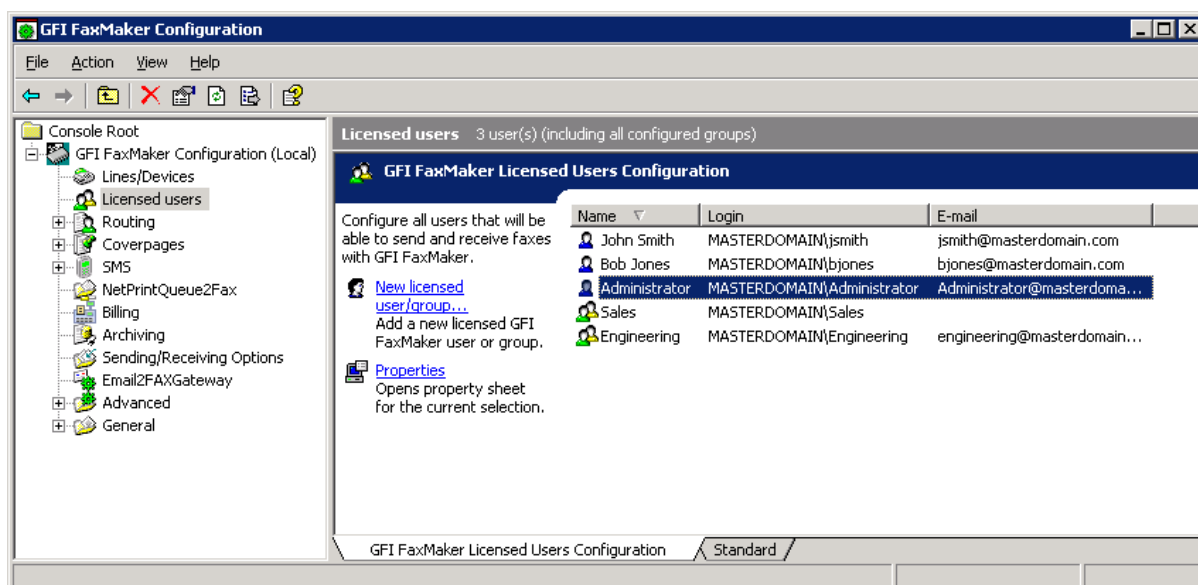 GFI FaxMaker Configuration
File Action View Help
Console Root
GFI FaxMaker Configuration (Local)
Lines/Devices
Licensed users
Routing
Coverpages
SMS
NetPrintQueue2Fax
Billing
Archiving
Sending/Receiving Options
Email2FAXGateway
Advanced
General
Licensed users 3 user(s) (including all configured groups)
GFI FaxMaker Licensed Users Configuration
Configure all users that will be
able to send and receive faxes
with GFI FaxMaker.
New licensed
user/group...
Add a new licensed GFI
FaxMaker user or group.
Properties
Opens property sheet
for the current selection.
Name Login E-mail
John Smith MASTERDOMAIN\jsmith jsmith@masterdomain.com
Bob Jones MASTERDOMAIN\bjones bjones@masterdomain.com
Administrator MASTERDOMAIN\Administrator Administrator@masterdoma...
Sales MASTERDOMAIN\Sales
Engineering MASTERDOMAIN\Engineering engineering@masterdomain...
GFI FaxMaker Licensed Users Configuration Standard